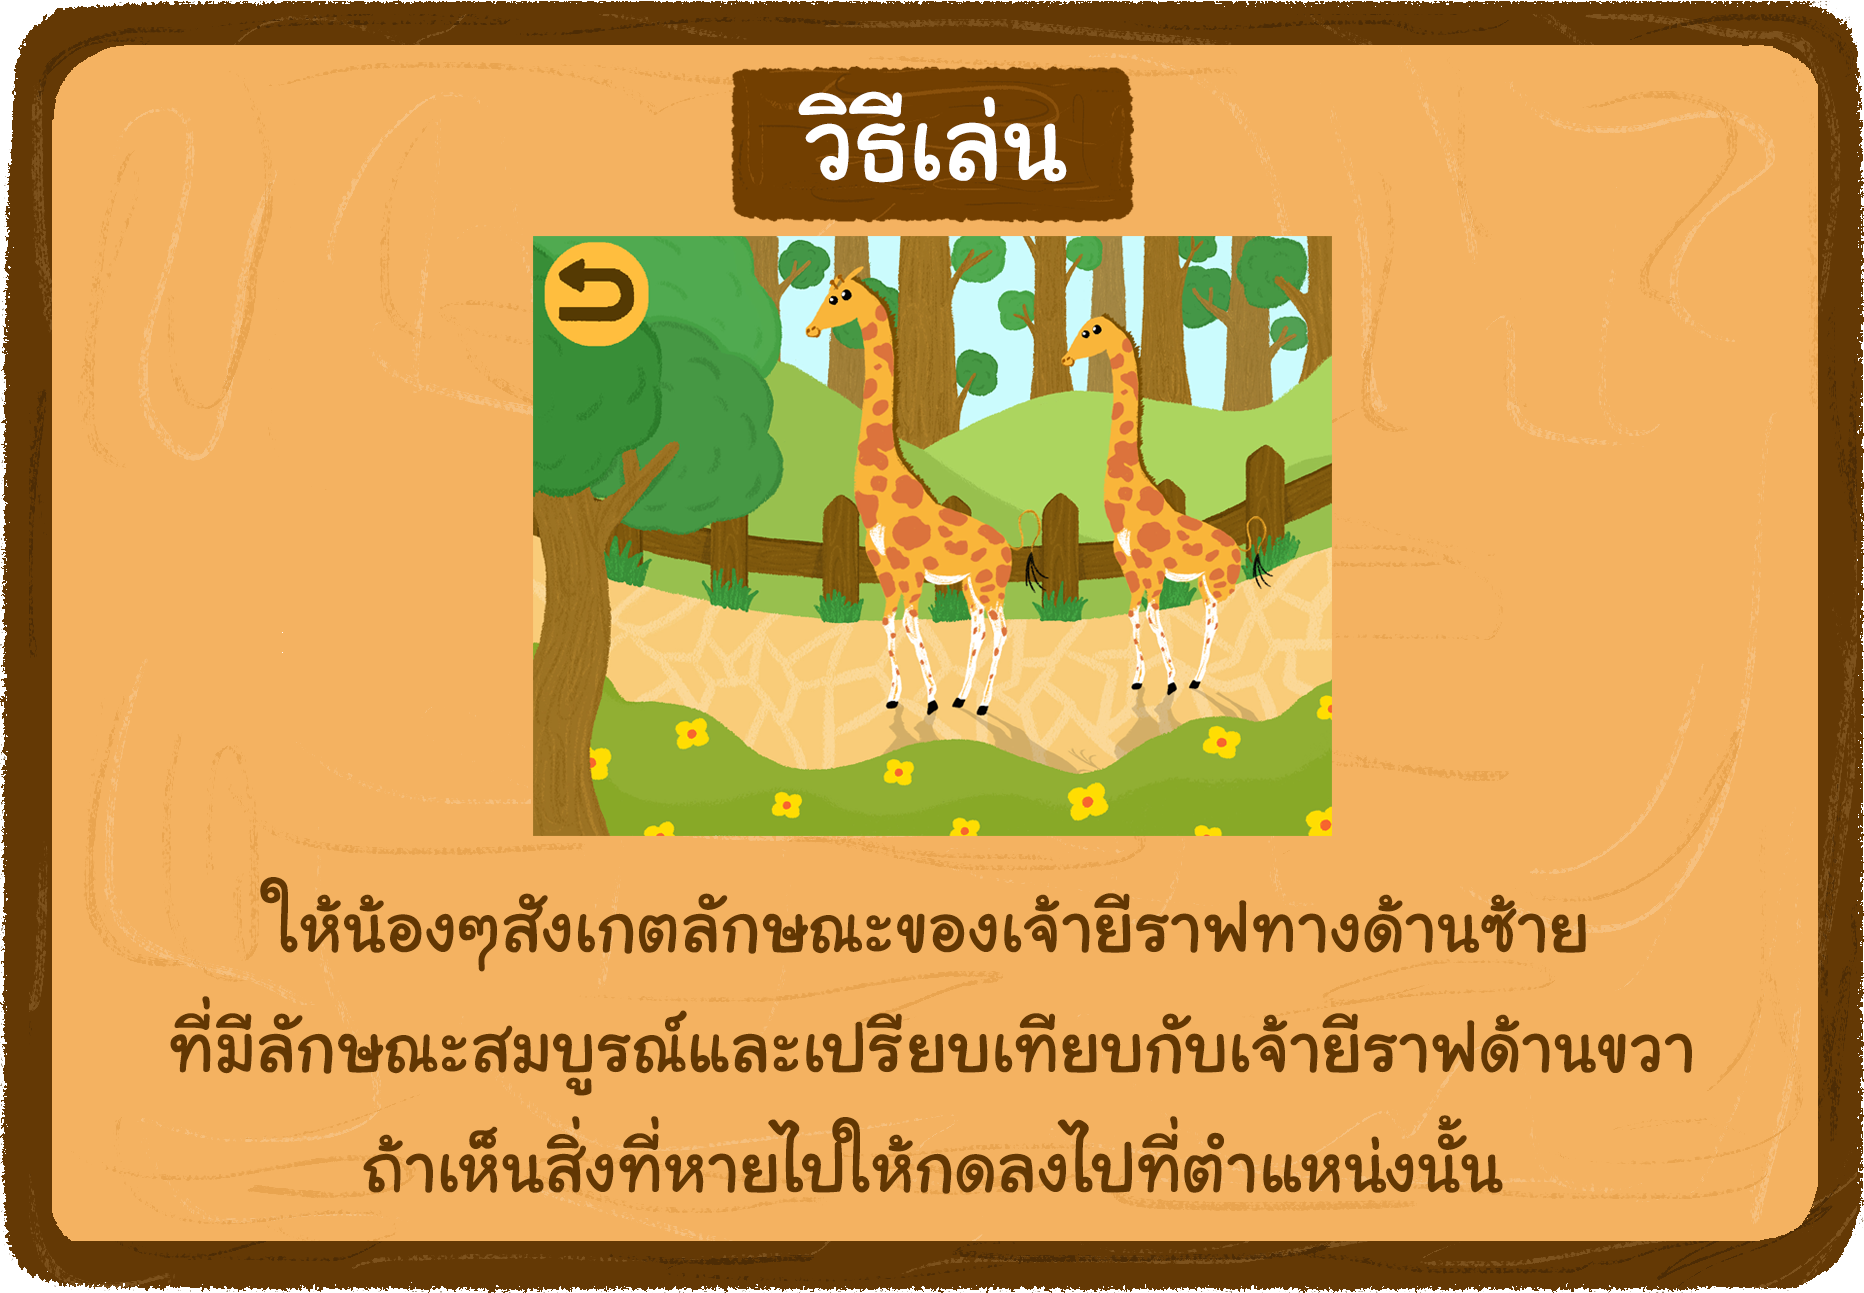 วิธีเล่น
ให้น้องๆสังเกตลักษณะของเจ้ายีราฟทางด้านซ้าย
ที่มีลักษณะสมบูรณ์และเปรียบเทียบกับเจ้ายีราฟด้านขวา
ถ้าเห็นสิ่งที่หายไปให้กดลงไปที่ตำแหน่งนั้น